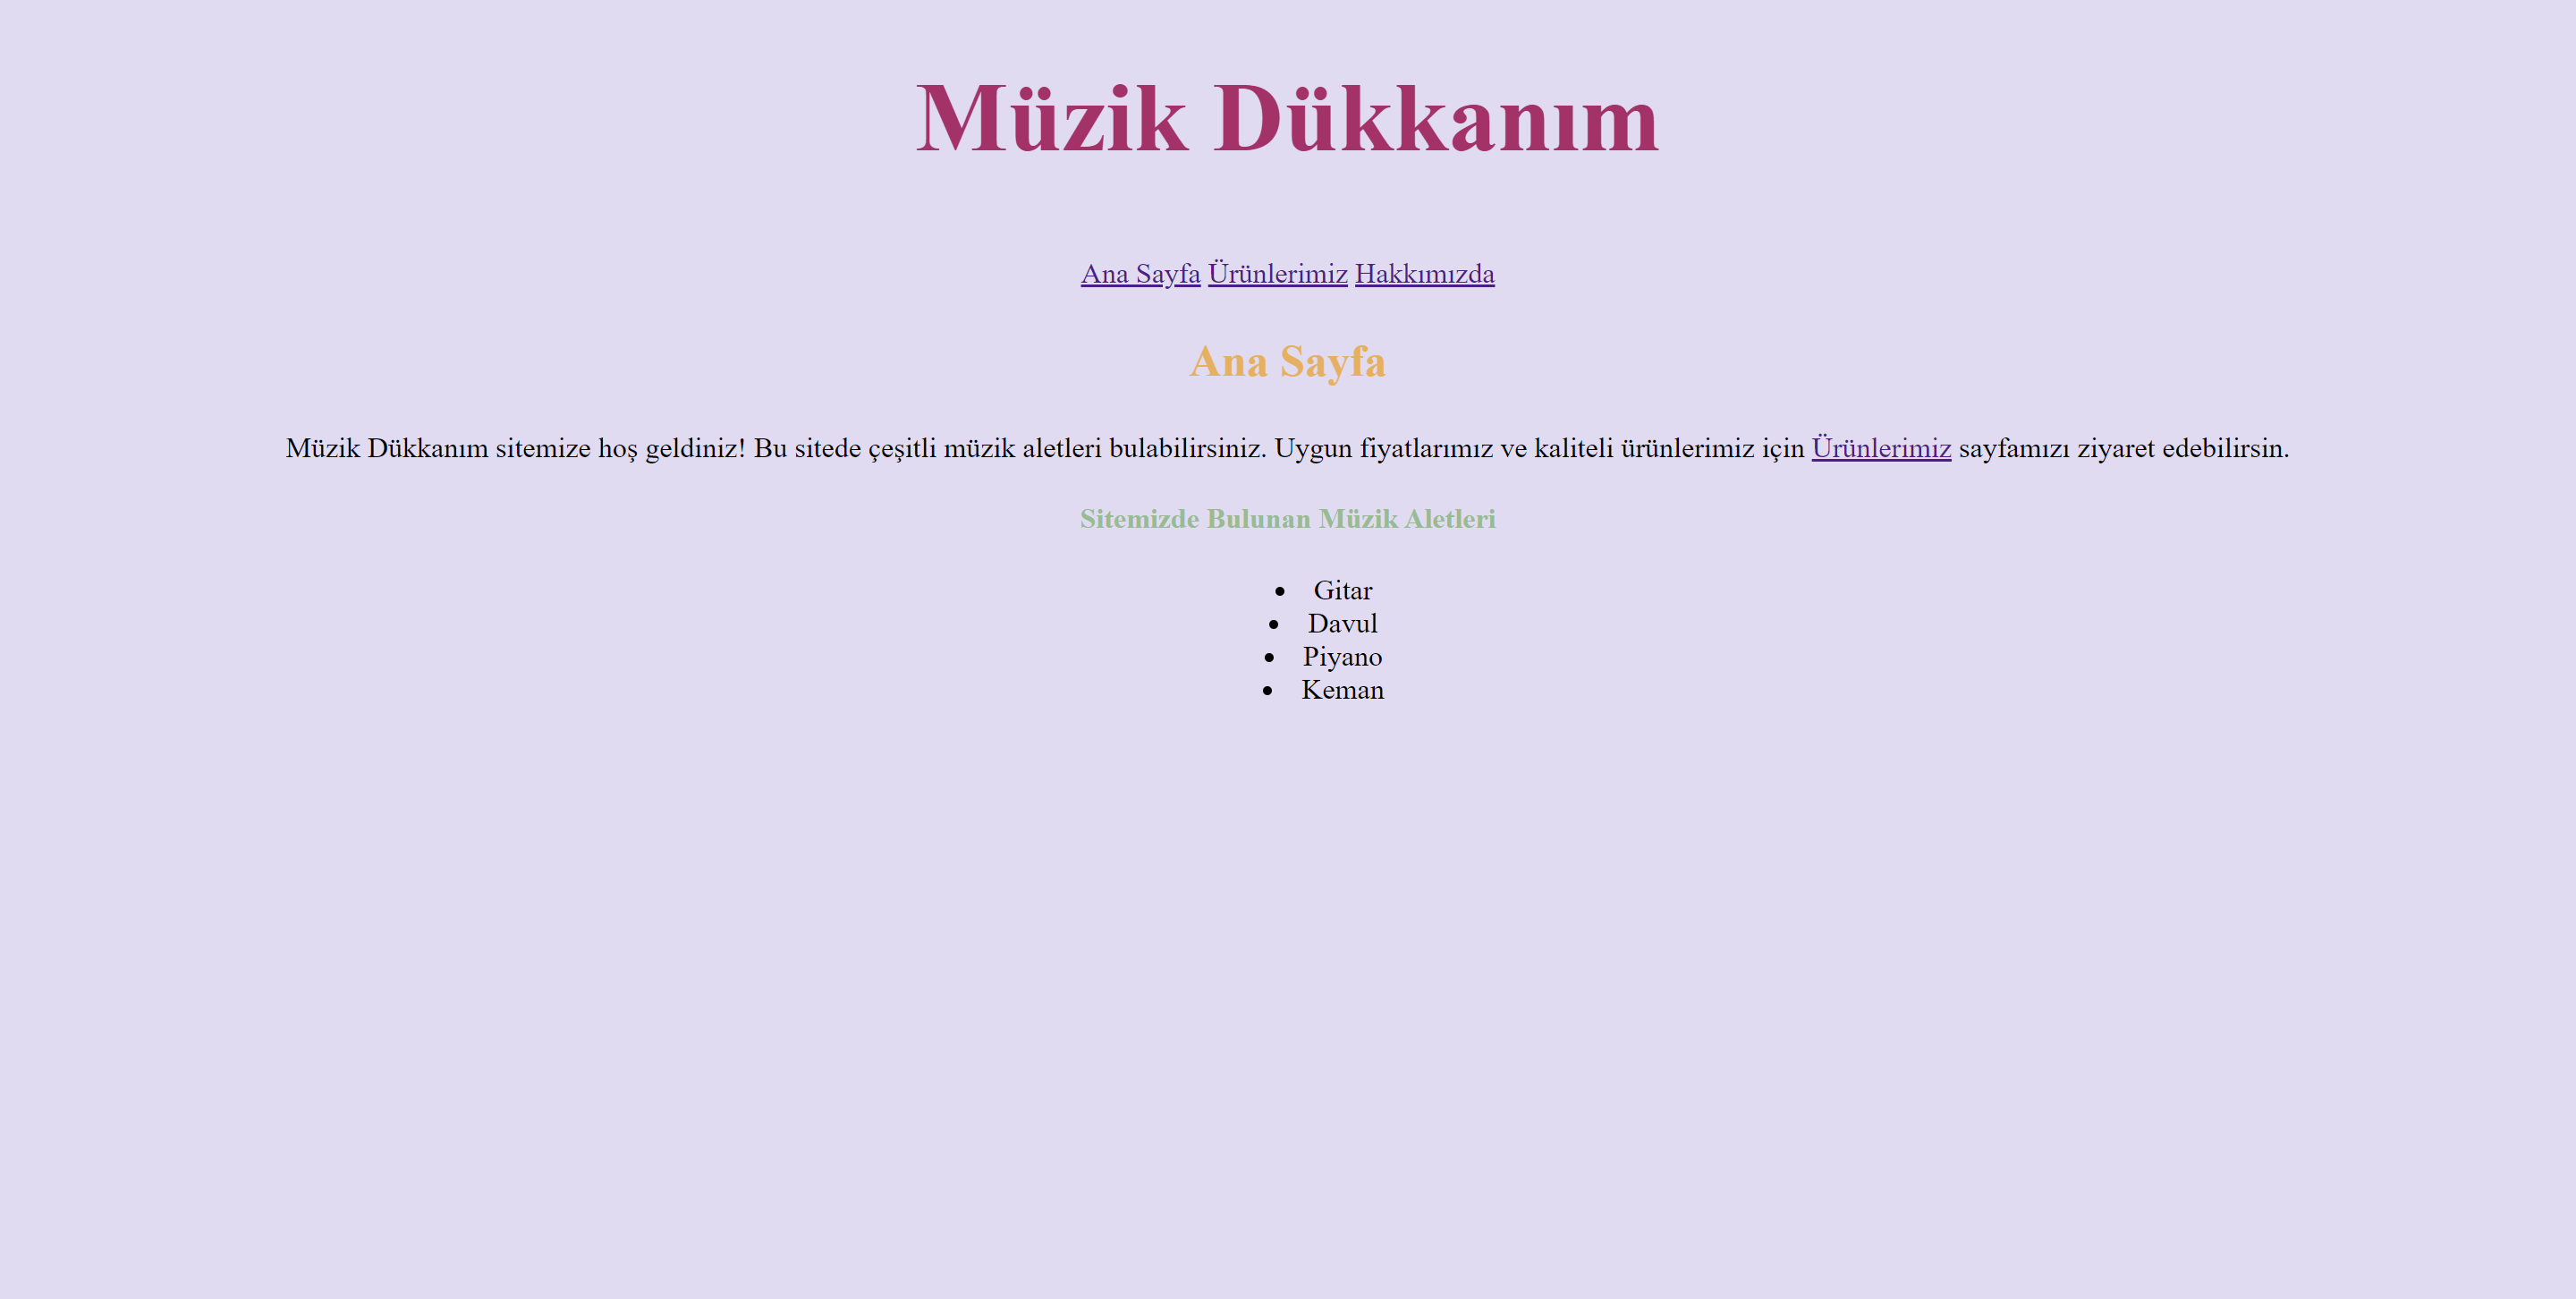 Müzik Dükkanım
Ana Sayfa Ürünlerimiz Hakkımızda
Ana Sayfa
Müzik Dükkanım sitemize hoş geldiniz! Bu sitede çeşitli müzik aletleri bulabilirsiniz. Uygun fiyatlarımız ve kaliteli ürünlerimiz için Ürünlerimiz sayfamızı ziyaret edebilirsin.
Sitemizde Bulunan Müzik Aletleri
• Gitar
• Davul
• Piyano
• Keman